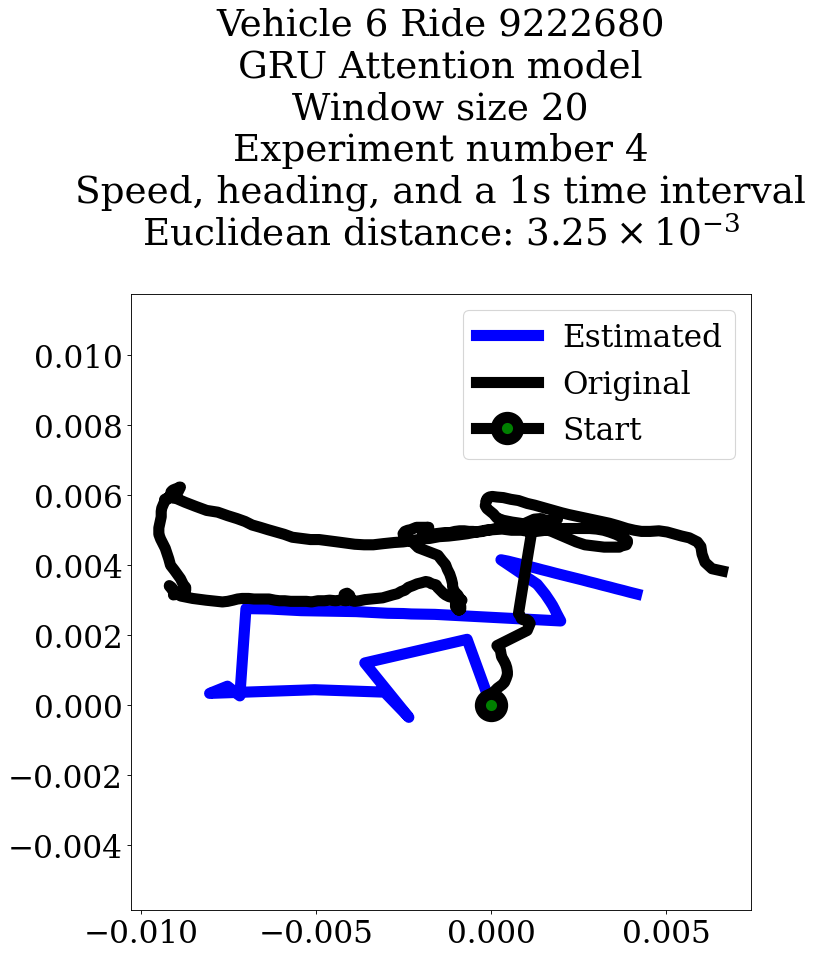 Vehicle 6 Ride 9222680
GRU Attention model
Window size 20
Experiment number 4
Speed, heading, and a 1s time interval
Euclidean distance: 3.25 × 10⁻³
Estimated
Original
Start
0.010
0.008
0.006
0.004
0.002
0.000
−0.002
−0.004
−0.010 −0.005 0.000 0.005